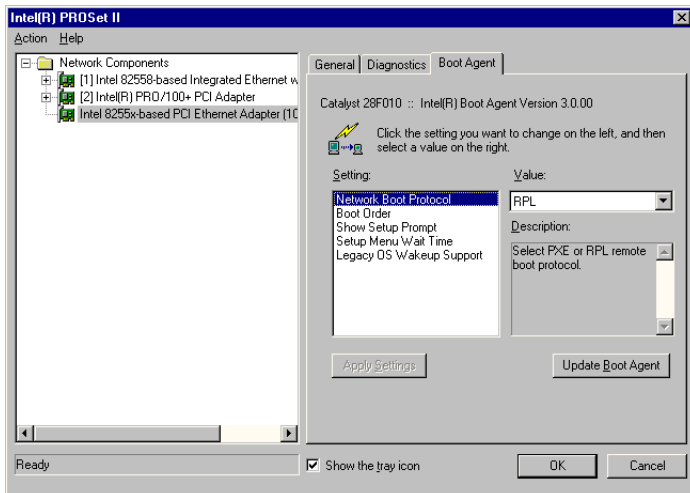 Intel(R) PROSet II
Action Help
Network Components
[1] Intel 82558-based Integrated Ethernet w
[2] Intel(R) PRO/100+ PCI Adapter
Intel 8255x-based PCI Ethernet Adapter (10
General Diagnostics Boot Agent
Catalyst 28F010 :: Intel(R) Boot Agent Version 3.0.00
Click the setting you want to change on the left, and then
select a value on the right.
Setting:
Network Boot Protocol
Boot Order
Show Setup Prompt
Setup Menu Wait Time
Legacy OS Wakeup Support
Value:
RPL
Description:
Select PXE or RPL remote
boot protocol.
Apply Settings
Update Boot Agent
Ready
Show the tray icon
OK
Cancel